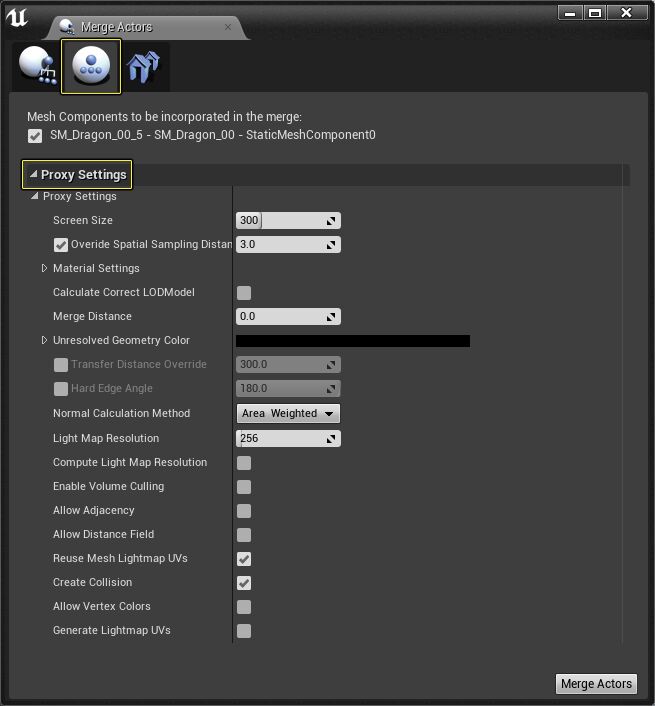 Merge Actors
Mesh Components to be incorporated in the merge:
SM_Dragon_00_5 - SM_Dragon_00 - StaticMeshComponent0
Proxy Settings
Proxy Settings
Screen Size 300
Override Spatial Sampling Distan 3.0
Material Settings
Calculate Correct LODModel
Merge Distance 0.0
Unresolved Geometry Color
Transfer Distance Override 300.0
Hard Edge Angle 180.0
Normal Calculation Method Area Weighted
Light Map Resolution 256
Compute Light Map Resolution
Enable Volume Culling
Allow Adjacency
Allow Distance Field
Reuse Mesh Lightmap UVs
Create Collision
Allow Vertex Colors
Generate Lightmap UVs
Merge Actors